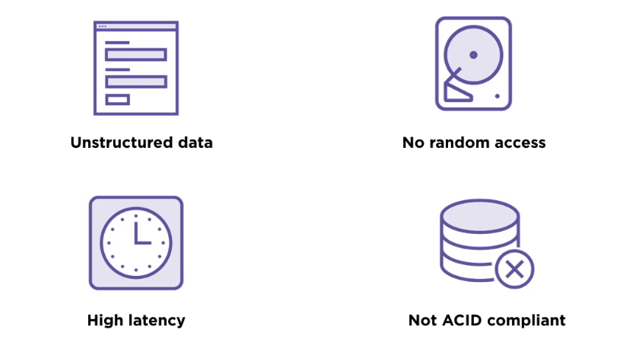 Unstructured data
No random access
High latency
Not ACID compliant